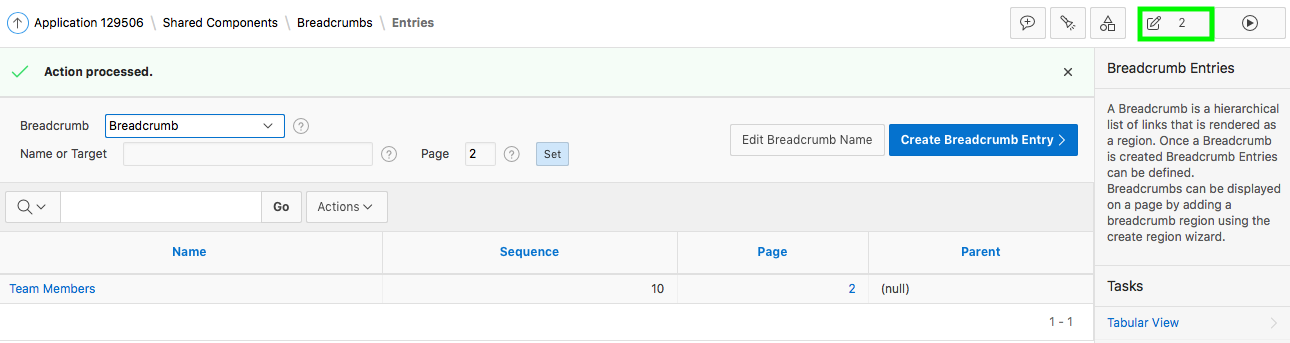 Application 129506 \ Shared Components \ Breadcrumbs \ Entries
2
Action processed.
Breadcrumb Breadcrumb ?
Name or Target ? Page 2 ? Set
Edit Breadcrumb Name
Create Breadcrumb Entry >
Go Actions
Name Sequence Page Parent
Team Members 10 2 (null)
1 - 1
Breadcrumb Entries
A Breadcrumb is a hierarchical
list of links that is rendered as
a region. Once a Breadcrumb
is created Breadcrumb Entries
can be defined.
Breadcrumbs can be displayed
on a page by adding a
breadcrumb region using the
create region wizard.
Tasks
Tabular View